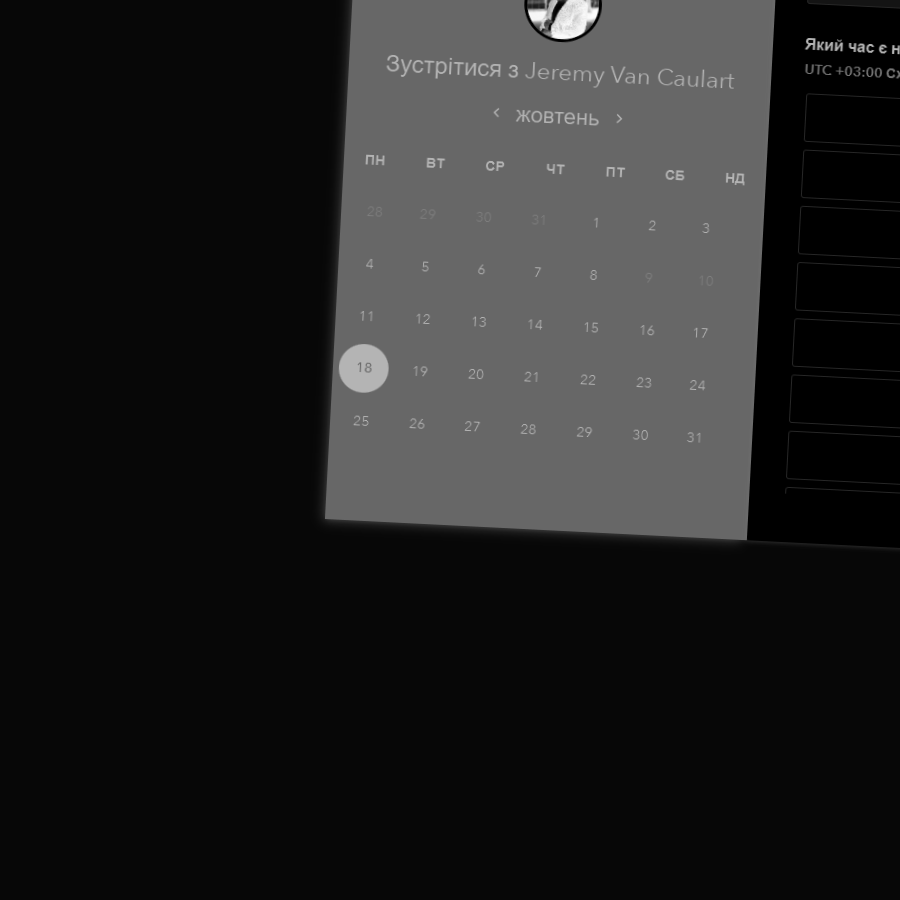 Зустрітися з Jeremy Van Caulart
‹ жовтень ›
ПН ВТ СР ЧТ ПТ СБ НД
28 29 30 31 1 2 3
4 5 6 7 8 9 10
11 12 13 14 15 16 17
18 19 20 21 22 23 24
25 26 27 28 29 30 31
Який час є
UTC +03:00